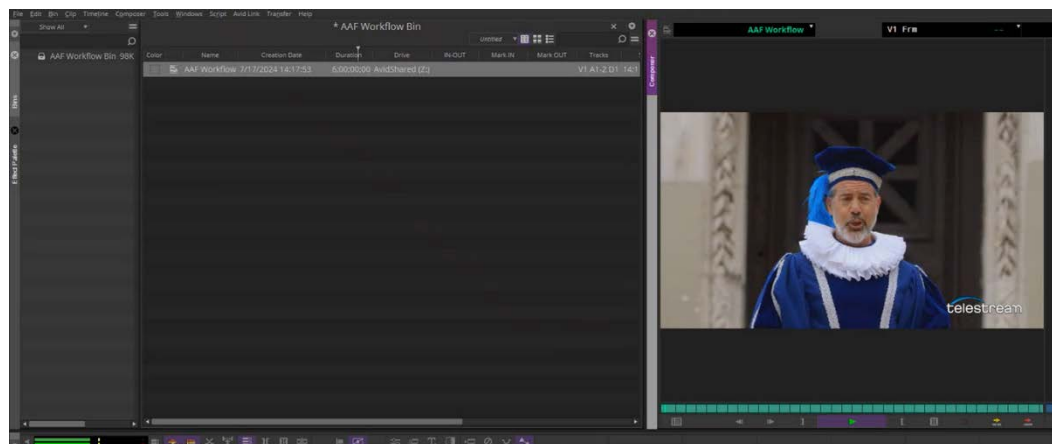 File Edit Bin Clip Timeline Composer Tools Windows Script Avid Link Transfer Help
Show All
* AAF Workflow Bin
Untitled
AAF Workflow
V1 Frm
AAF Workflow Bin 98K
Color Name Creation Date Duration Drive IN-OUT Mark IN Mark OUT Tracks
AAF Workflow 7/17/2024 14:17:53 6;00;00;00 AvidShared (Z:) V1 A1-2 D1 14:1
Composer
Bins
Effect Palette
telestream